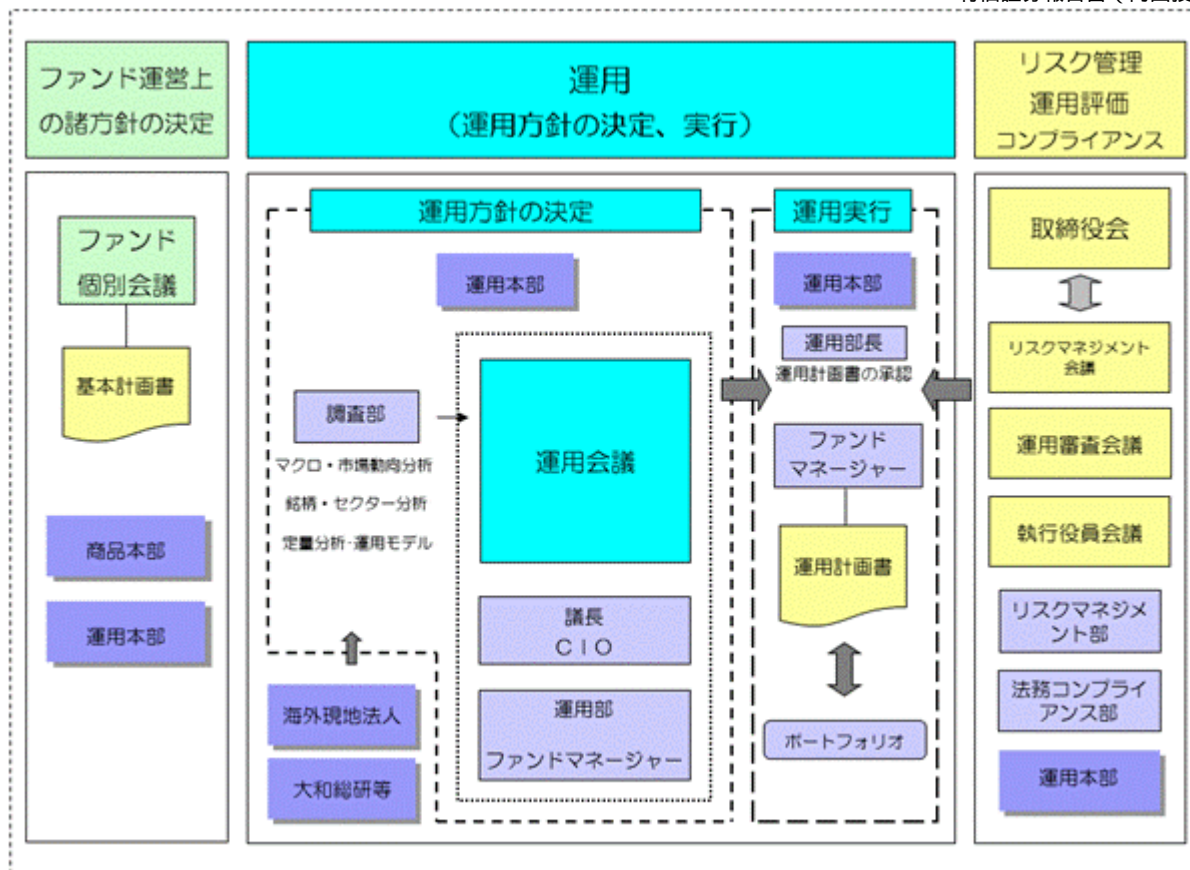 ファンド運営上
の諸方針の決定
運用
（運用方針の決定、実行）
リスク管理
運用評価
コンプライアンス
ファンド
個別会議
基本計画書
商品本部
運用本部
運用方針の決定
運用本部
調査部
マクロ・市場動向分析
銘柄・セクター分析
定量分析・運用モデル
運用会議
議長
CIO
運用部
ファンドマネージャー
海外現地法人
大和総研等
運用実行
運用本部
運用部長
運用計画書の承認
ファンド
マネージャー
運用計画書
ポートフォリオ
取締役会
リスクマネジメント
会議
運用審査会議
執行役員会議
リスクマネジメ
ント部
法務コンプライ
アンス部
運用本部